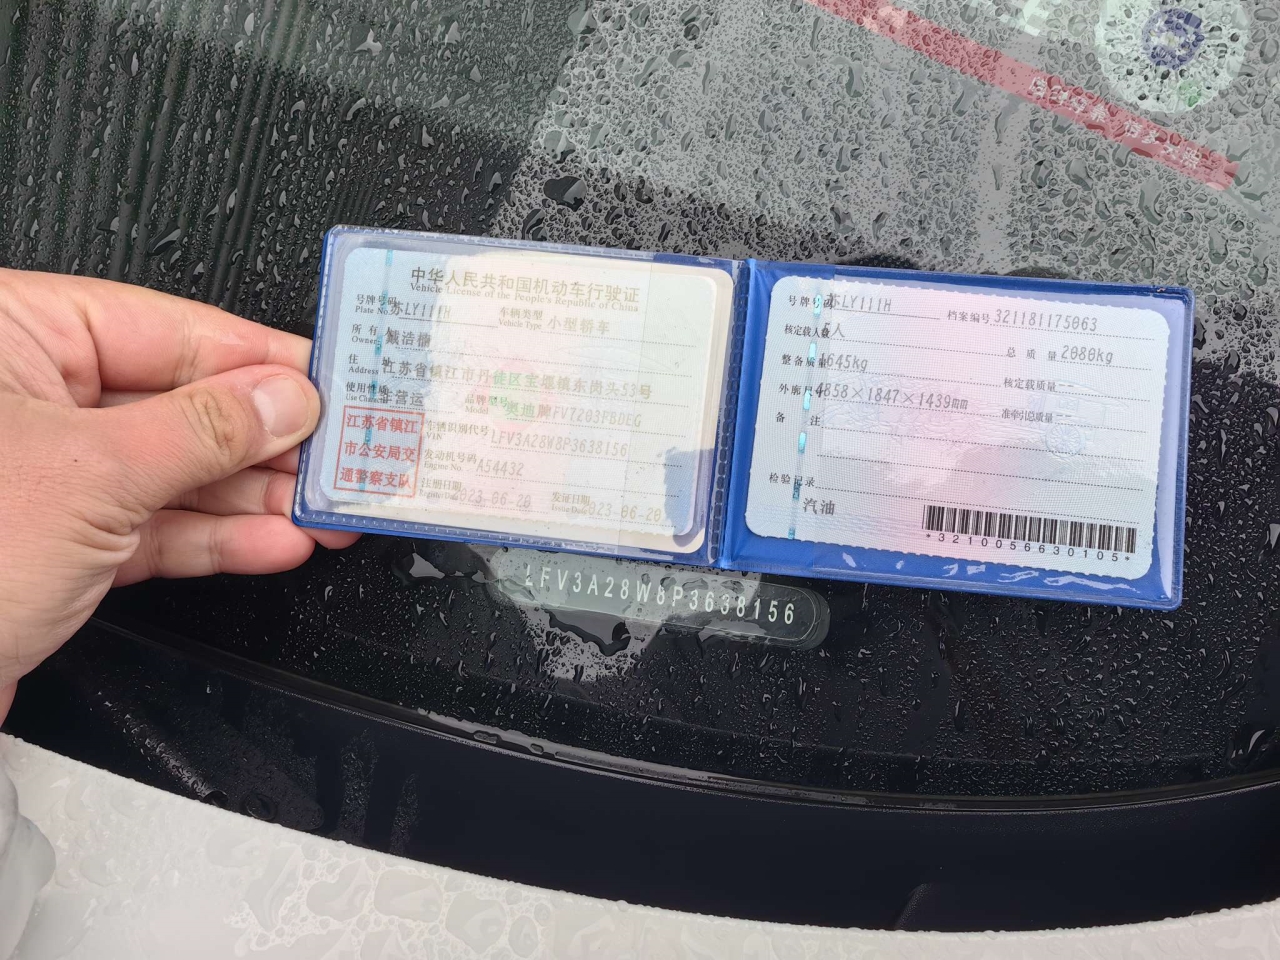 中华人民共和国机动车行驶证
Vehicle License of the People's Republic of China
号牌号码 苏LY111H 车辆类型 小型轿车
Plate No. Vehicle Type
所有人 戴浩楠
Owner
住 址 江苏省镇江市丹徒区宝堰镇东岗头53号
Address
使用性质 非营运 品牌型号 奥迪牌FV7203FBDEG
Use Character Model
江苏省镇江
市公安局交
通警察支队
车辆识别代号 LFV3A28W8P3638156
VIN
发动机号码 A54432
Engine No.
注册日期 023-06-20 发证日期 023-06-20
Register Date Issue Date
号牌号码 苏LY111H 档案编号 321181175063
核定载人数 人 总 质 量 2080kg
整备质量 645kg 核定载质量 --
外廓尺寸 4858×1847×1439mm 准牵引总质量 --
备 注
检验记录
汽油
*3210056630105*
LFV3A28W8P3638156